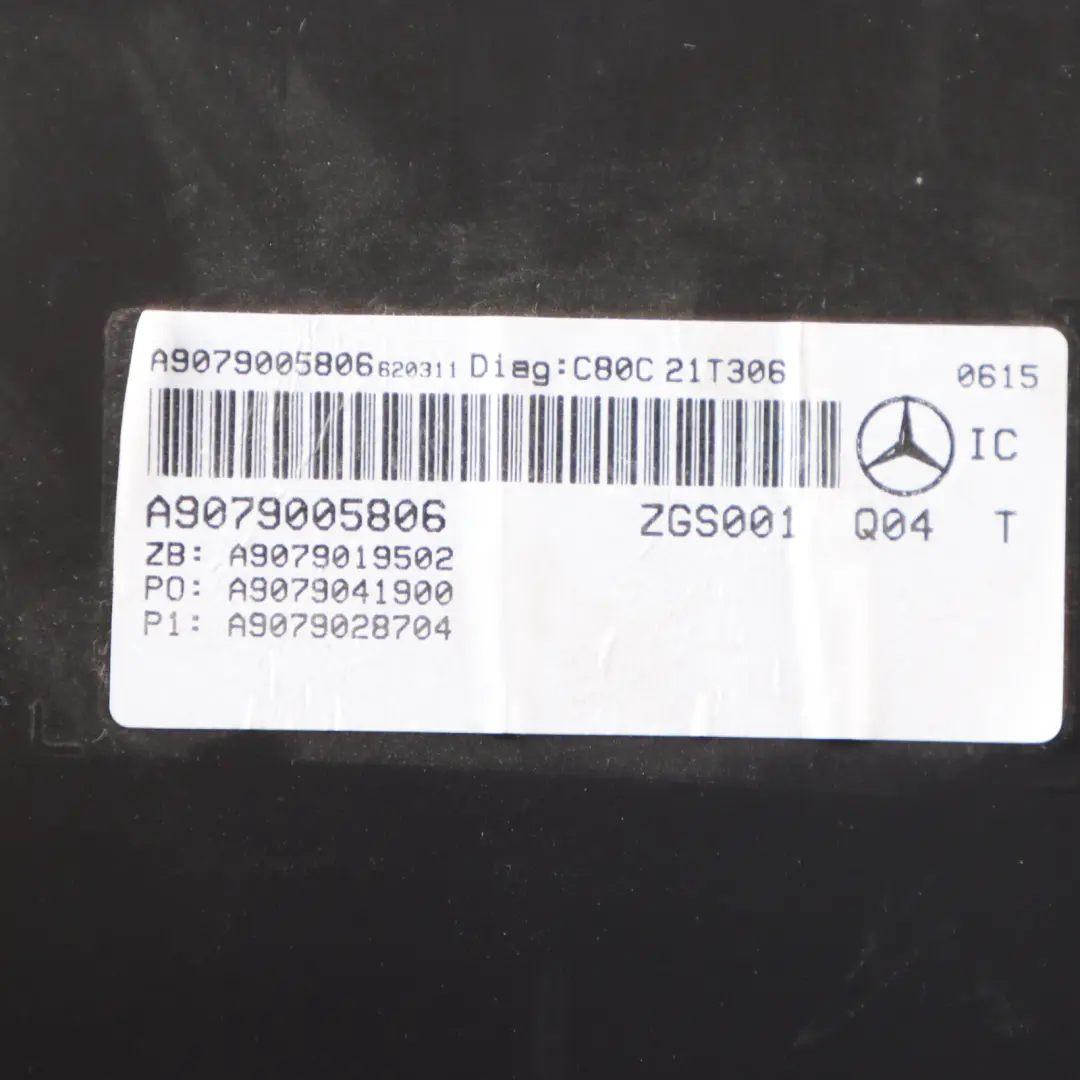 A9079005806 620311 Diag:C80C 21T306 0615
IC
A9079005806 ZGS001 Q04 T
ZB: A9079019502
P0: A9079041900
P1: A9079028704